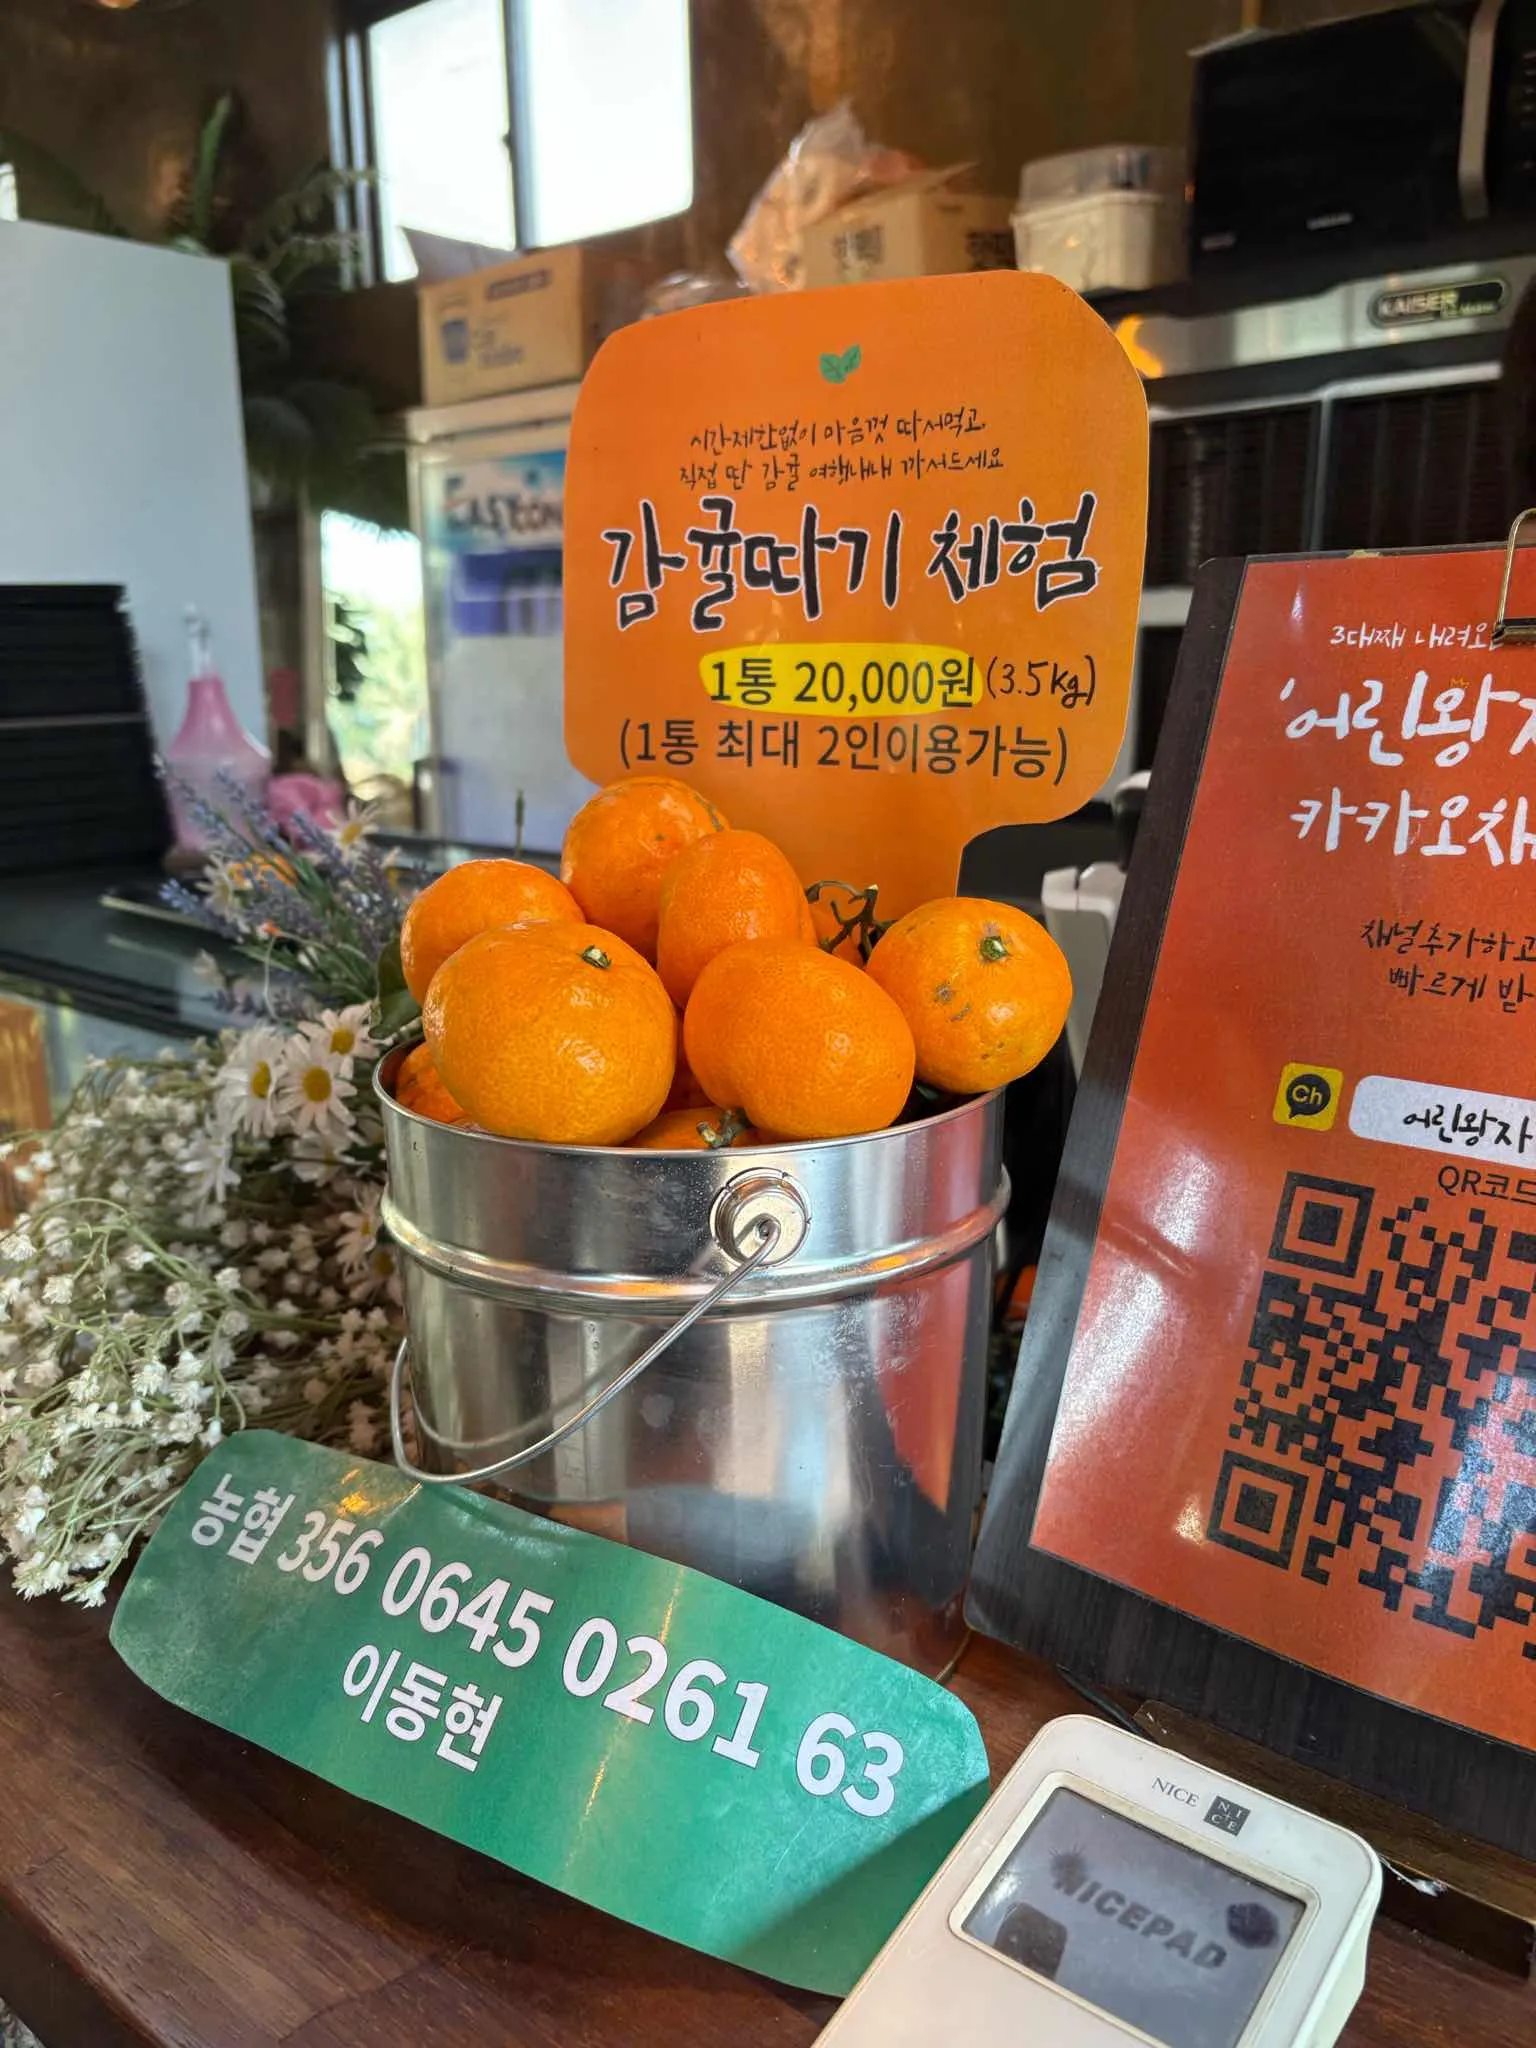 시간제한없이 마음껏 따서먹고,
직접 딴 감귤 여행내내 까서드세요
감귤따기 체험
1통 20,000원 (3.5kg)
(1통 최대 2인이용가능)
KAISER
3대째 내려오는
'어린왕자
카카오채
채널추가하고
빠르게 받
Ch
어린왕자
QR코드
농협 356 0645 0261 63
이동현
NICE NICE
NICEPAD